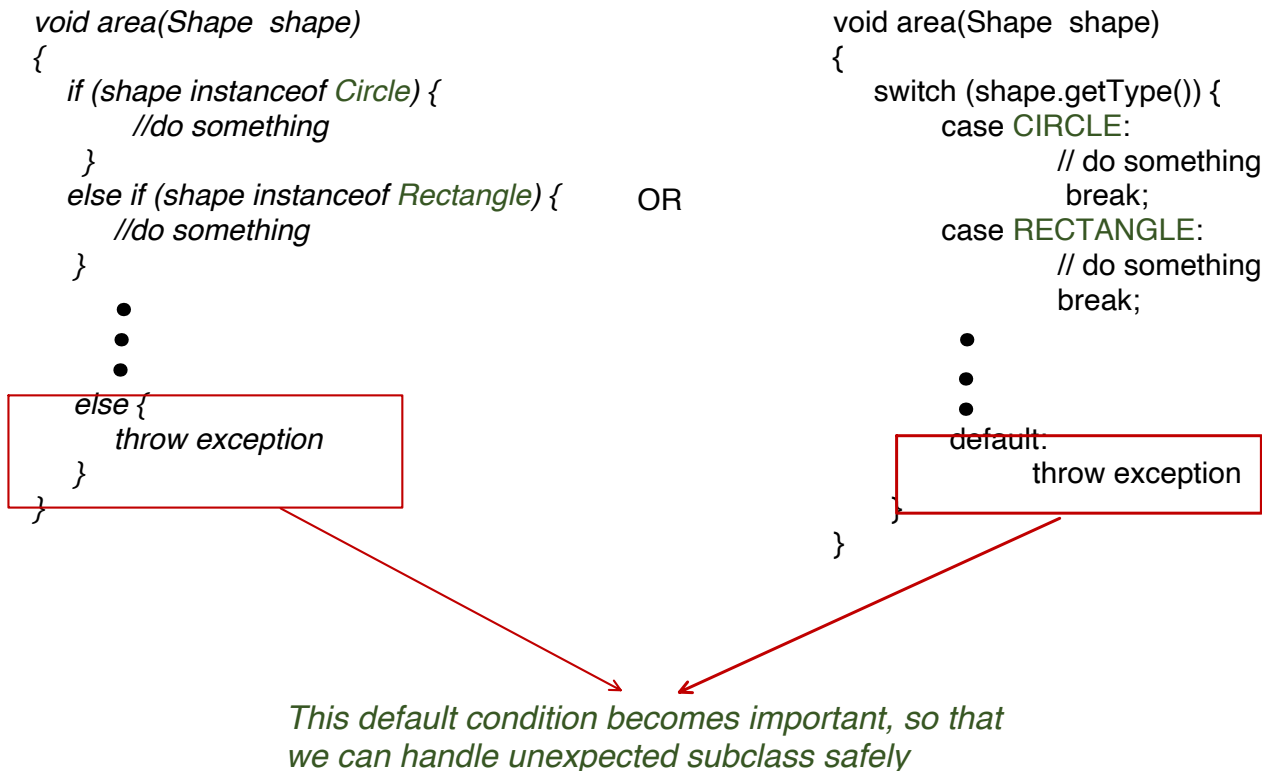 void area(Shape shape)
{
if (shape instanceof Circle) {
//do something
}
else if (shape instanceof Rectangle) {
//do something
}
else {
throw exception
}
}
OR
void area(Shape shape)
{
switch (shape.getType()) {
case CIRCLE:
// do something
break;
case RECTANGLE:
// do something
break;
default:
throw exception
}
}
This default condition becomes important, so that
we can handle unexpected subclass safely